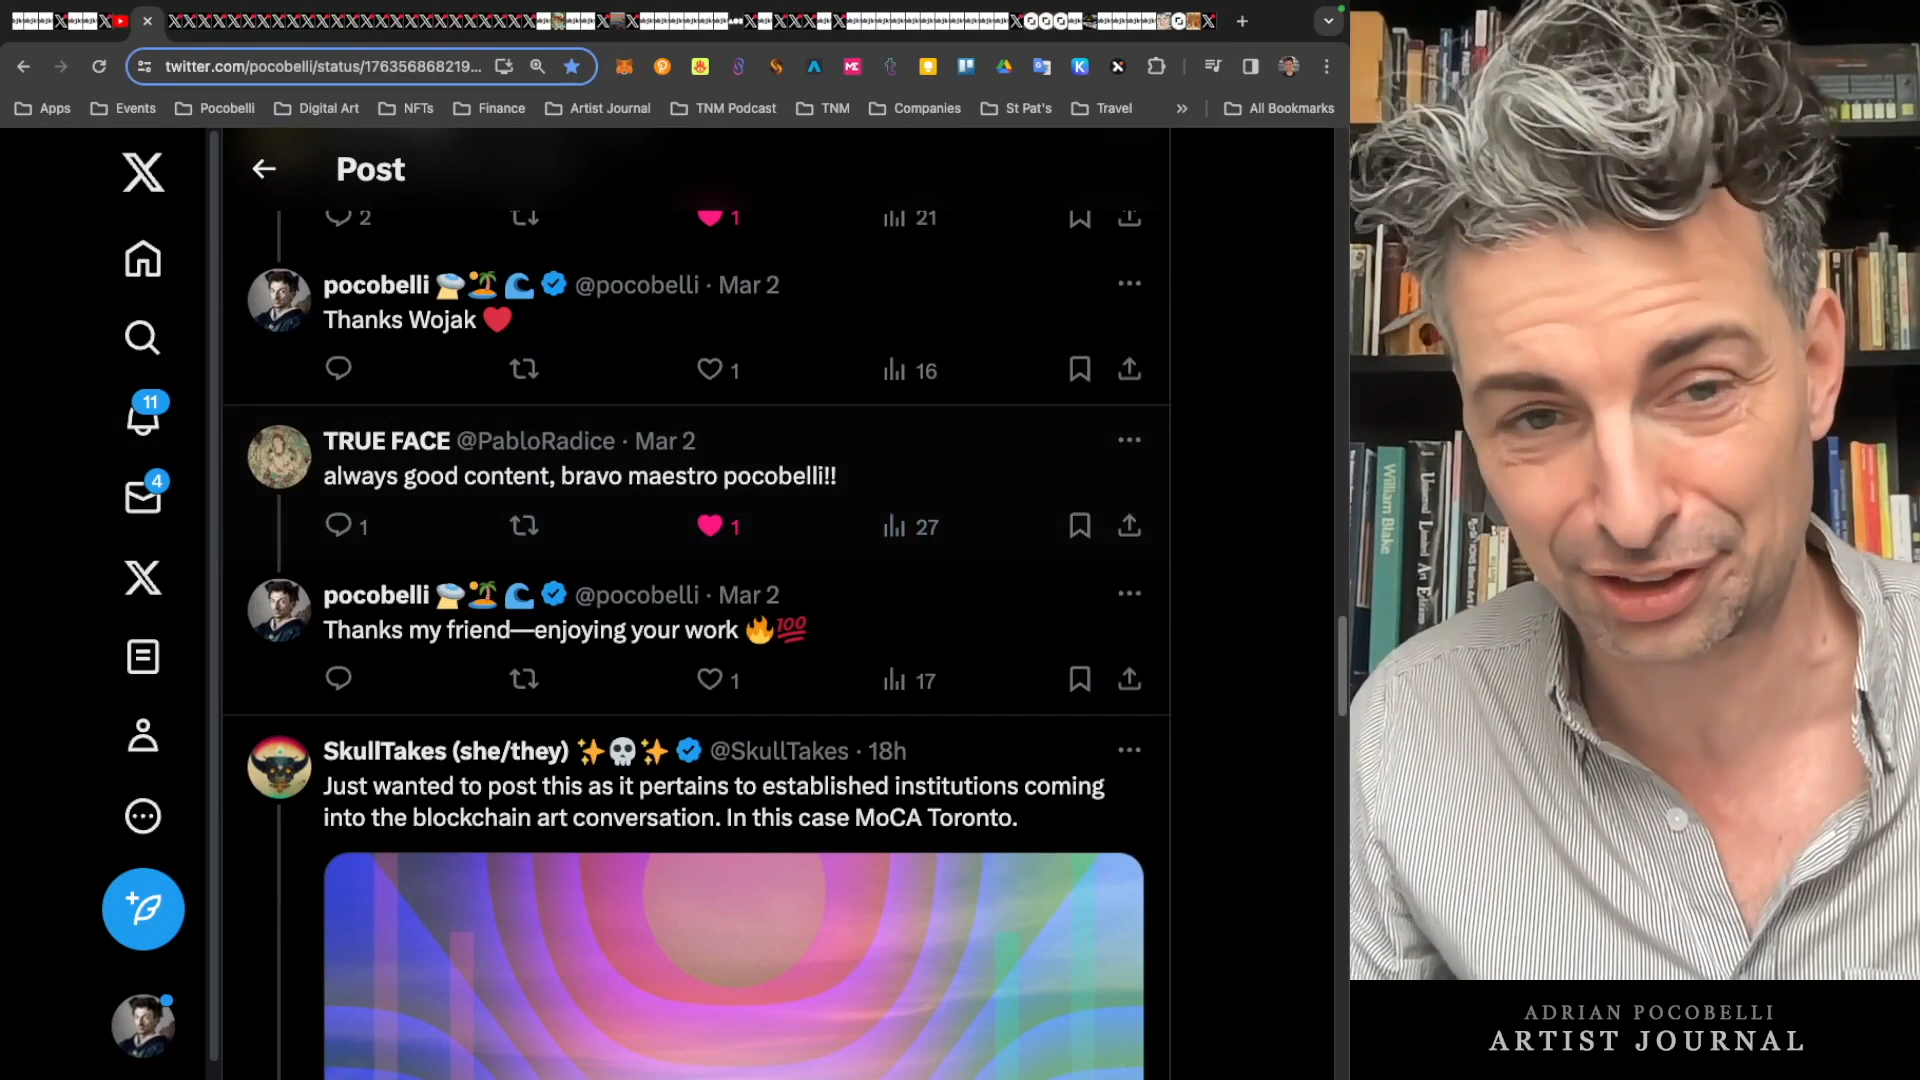 twitter.com/pocobelli/status/176356868219...
Apps Events Pocobelli Digital Art NFTs Finance Artist Journal TNM Podcast TNM Companies St Pat's Travel » All Bookmarks
Post
2 1 21
pocobelli @pocobelli · Mar 2
Thanks Wojak
1 16
TRUE FACE @PabloRadice · Mar 2
always good content, bravo maestro pocobelli!!
1 1 27
pocobelli @pocobelli · Mar 2
Thanks my friend—enjoying your work 🔥💯
1 17
SkullTakes (she/they) @SkullTakes · 18h
Just wanted to post this as it pertains to established institutions coming
into the blockchain art conversation. In this case MoCA Toronto.
11
4
William Blake
ADRIAN POCOBELLI
ARTIST JOURNAL